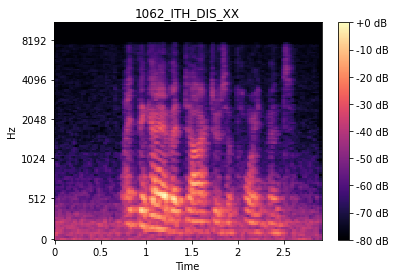 1062_ITH_DIS_XX
+0 dB
8192
-10 dB
4096
-20 dB
-30 dB
2048
Hz
-40 dB
1024
-50 dB
512
-60 dB
-70 dB
0
-80 dB
0 0.5 1 1.5 2 2.5
Time